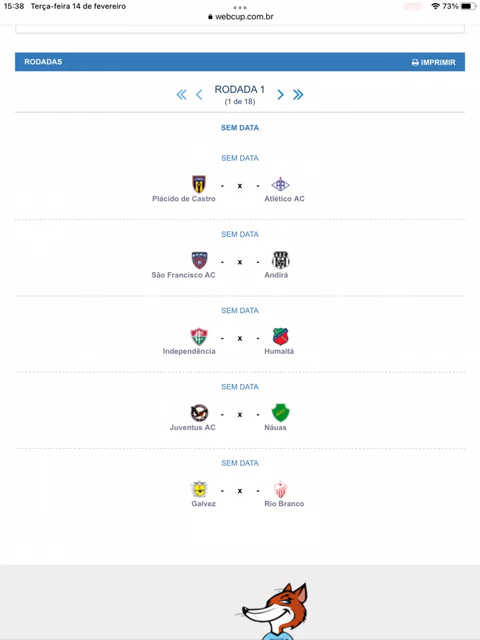 15:38 Terça-feira 14 de fevereiro
73%
webcup.com.br
RODADAS
IMPRIMIR
RODADA 1
(1 de 18)
SEM DATA
SEM DATA
- x -
Plácido de Castro Atlético AC
SEM DATA
- x -
São Francisco AC Andirá
SEM DATA
- x -
Independência Humaitá
SEM DATA
- x -
Juventus AC Náuas
SEM DATA
- x -
Galvez Rio Branco